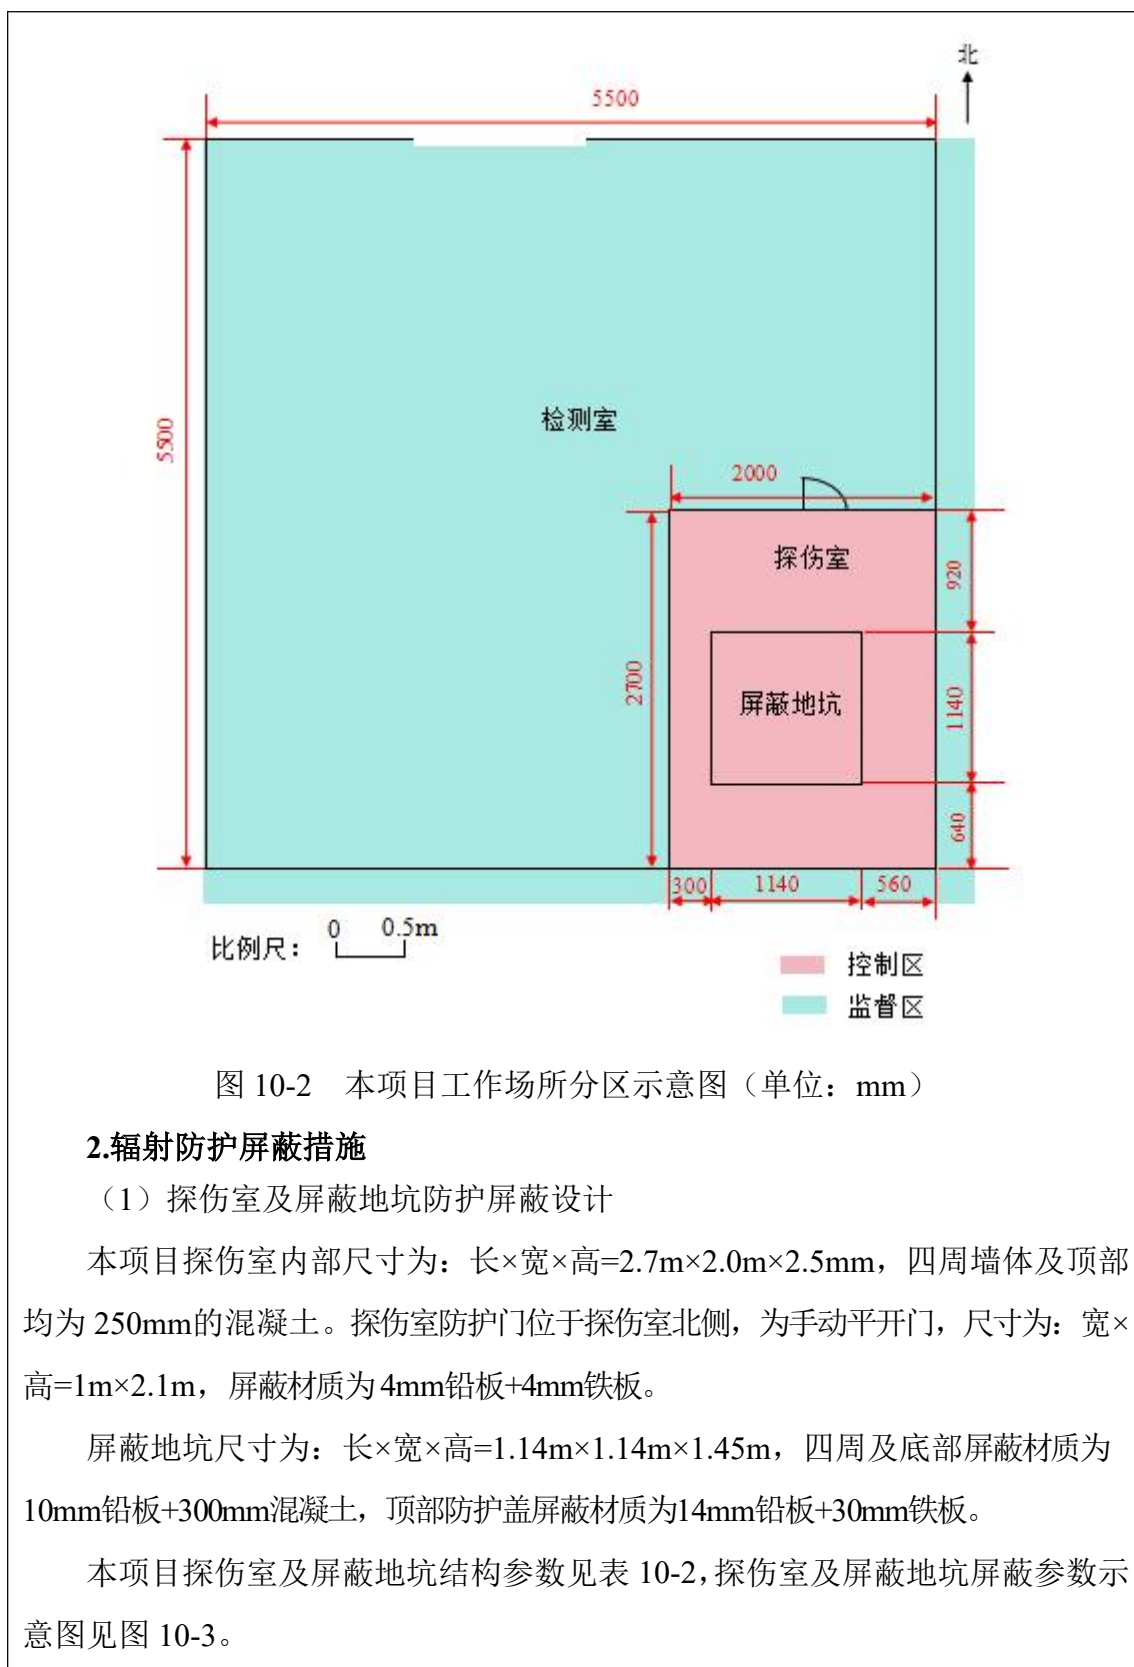 北
5500
5500
检测室
2000
探伤室
920
2700
屏蔽地坑
1140
640
300
1140
560
比例尺：
0
0.5m
控制区
监督区
图 10-2 本项目工作场所分区示意图（单位：mm）
2.辐射防护屏蔽措施
（1）探伤室及屏蔽地坑防护屏蔽设计
本项目探伤室内部尺寸为：长×宽×高=2.7m×2.0m×2.5mm，四周墙体及顶部
均为 250mm的混凝土。探伤室防护门位于探伤室北侧，为手动平开门，尺寸为：宽×
高=1m×2.1m，屏蔽材质为 4mm铅板+4mm铁板。
屏蔽地坑尺寸为：长×宽×高=1.14m×1.14m×1.45m，四周及底部屏蔽材质为
10mm铅板+300mm混凝土，顶部防护盖屏蔽材质为14mm铅板+30mm铁板。
本项目探伤室及屏蔽地坑结构参数见表 10-2，探伤室及屏蔽地坑屏蔽参数示
意图见图 10-3。